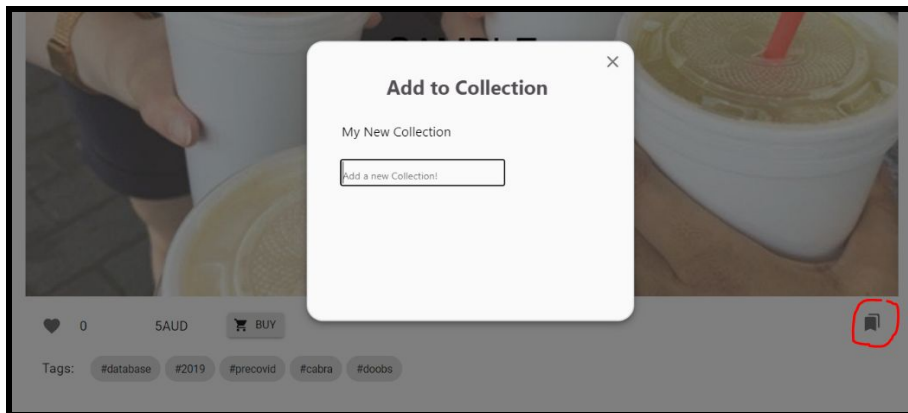 Add to Collection
My New Collection
Add a new Collection!
0 5AUD BUY
Tags: #database #2019 #precovid #cabra #doobs